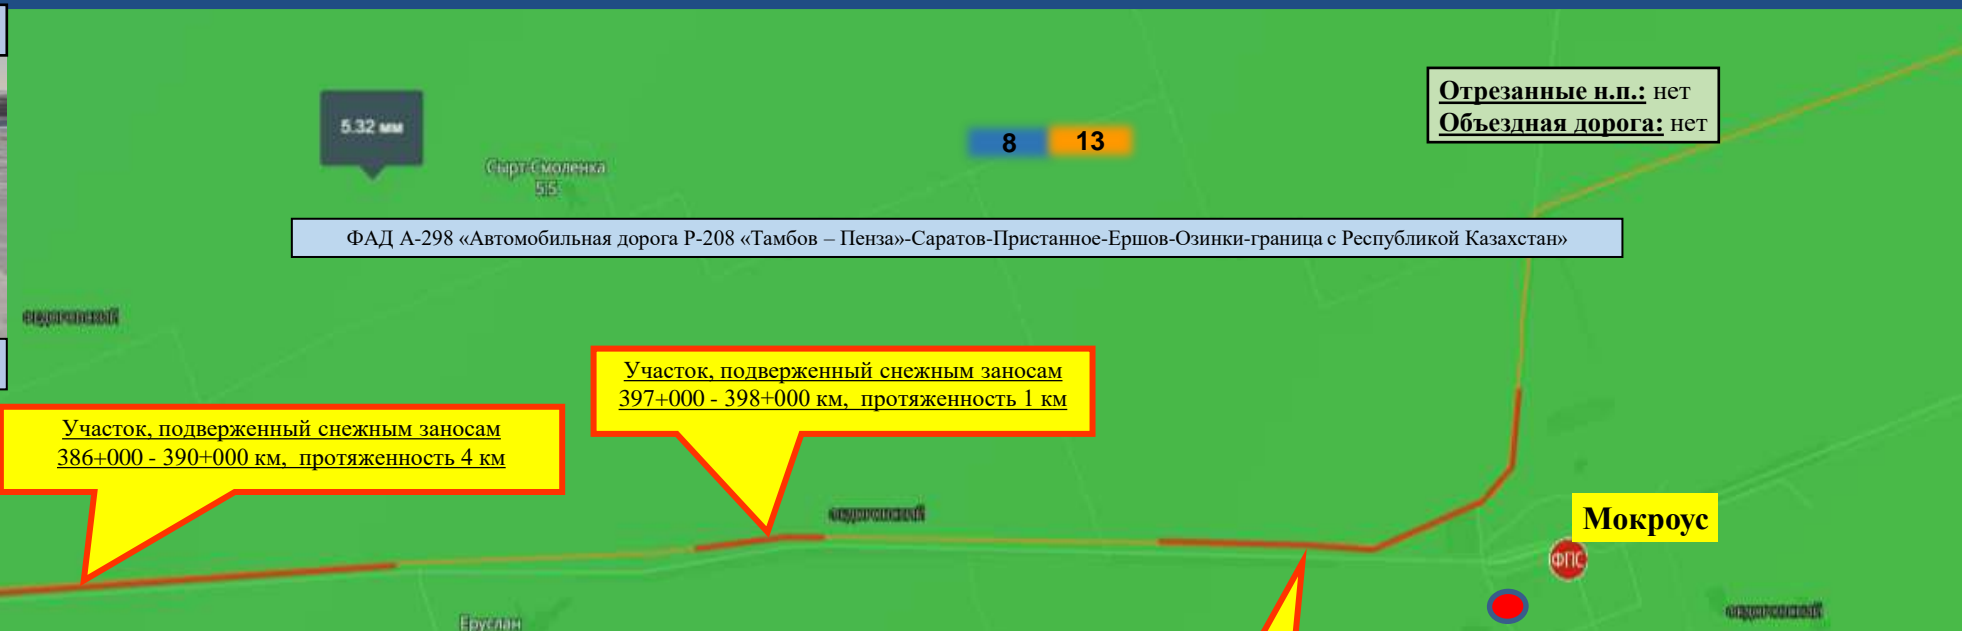 Отрезанные н.п.: нет
Объездная дорога: нет
5.32 мм
8 13
Сырт-Смоленка
5.5
ФАД А-298 «Автомобильная дорога Р-208 «Тамбов – Пенза»-Саратов-Пристанное-Ершов-Озинки-граница с Республикой Казахстан»
Участок, подверженный снежным заносам
397+000 - 398+000 км, протяженность 1 км
Участок, подверженный снежным заносам
386+000 - 390+000 км, протяженность 4 км
Мокроус
ФПС
Еруслан